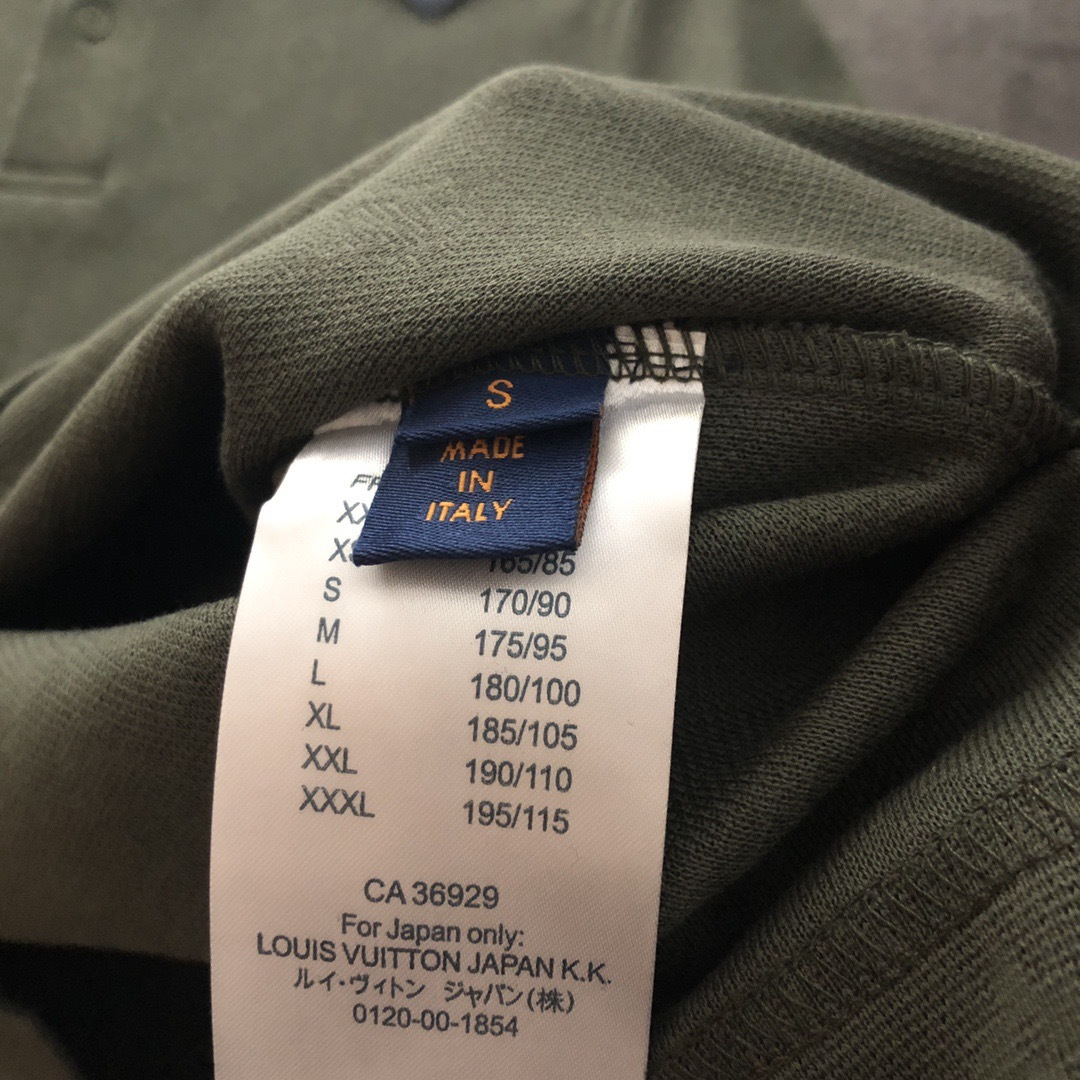 S
MADE
IN
ITALY
165/85
S 170/90
M 175/95
L 180/100
XL 185/105
XXL 190/110
XXXL 195/115
CA 36929
For Japan only:
LOUIS VUITTON JAPAN K.K.
ルイ・ヴィトン ジャパン(株)
0120-00-1854